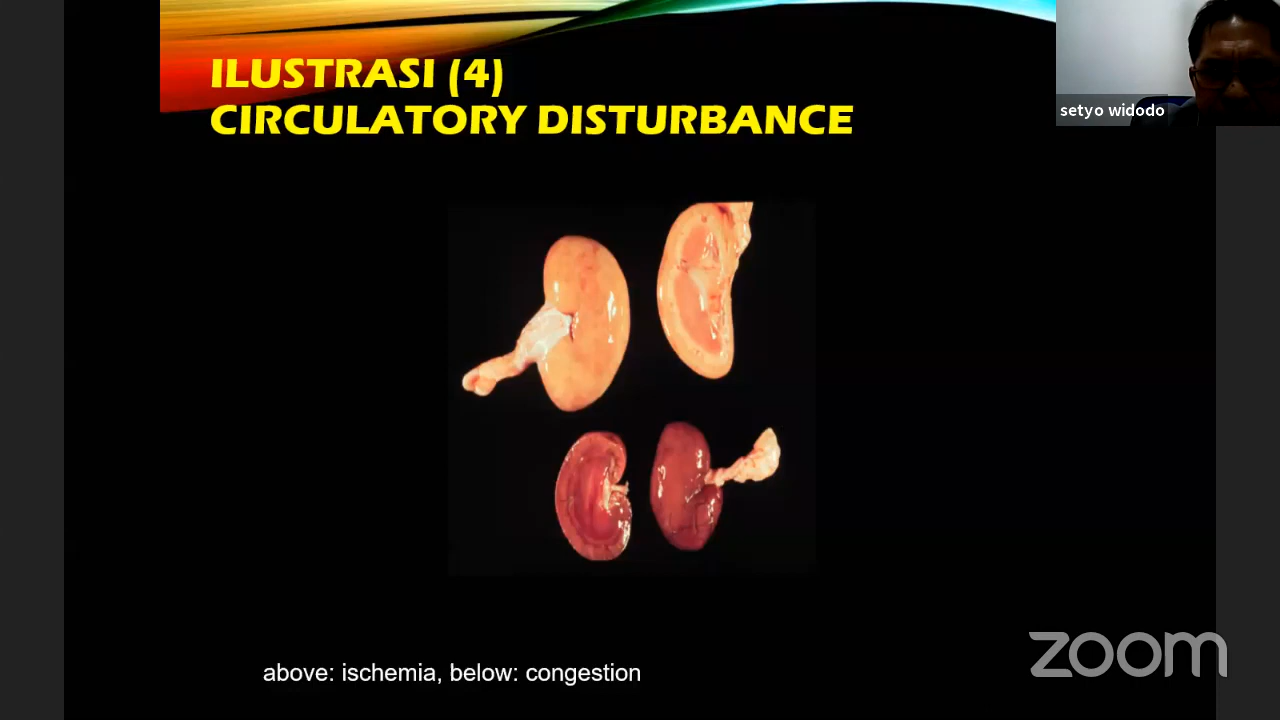 ILUSTRASI (4)
CIRCULATORY DISTURBANCE
setyo widodo
above: ischemia, below: congestion
zoom